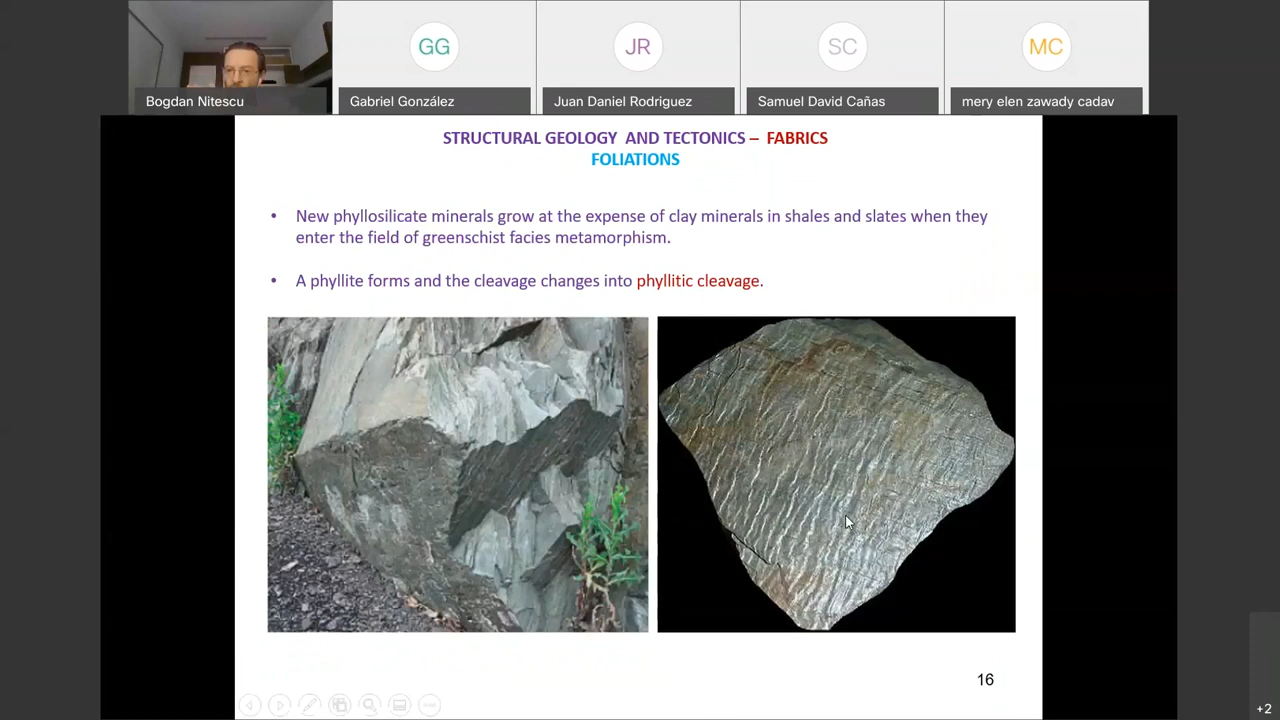 GG
JR
SC
MC
Bogdan Nitescu
Gabriel González
Juan Daniel Rodriguez
Samuel David Cañas
mery elen zawady cadav
STRUCTURAL GEOLOGY AND TECTONICS – FABRICS
FOLIATIONS
• New phyllosilicate minerals grow at the expense of clay minerals in shales and slates when they
enter the field of greenschist facies metamorphism.
• A phyllite forms and the cleavage changes into phyllitic cleavage.
16
+2